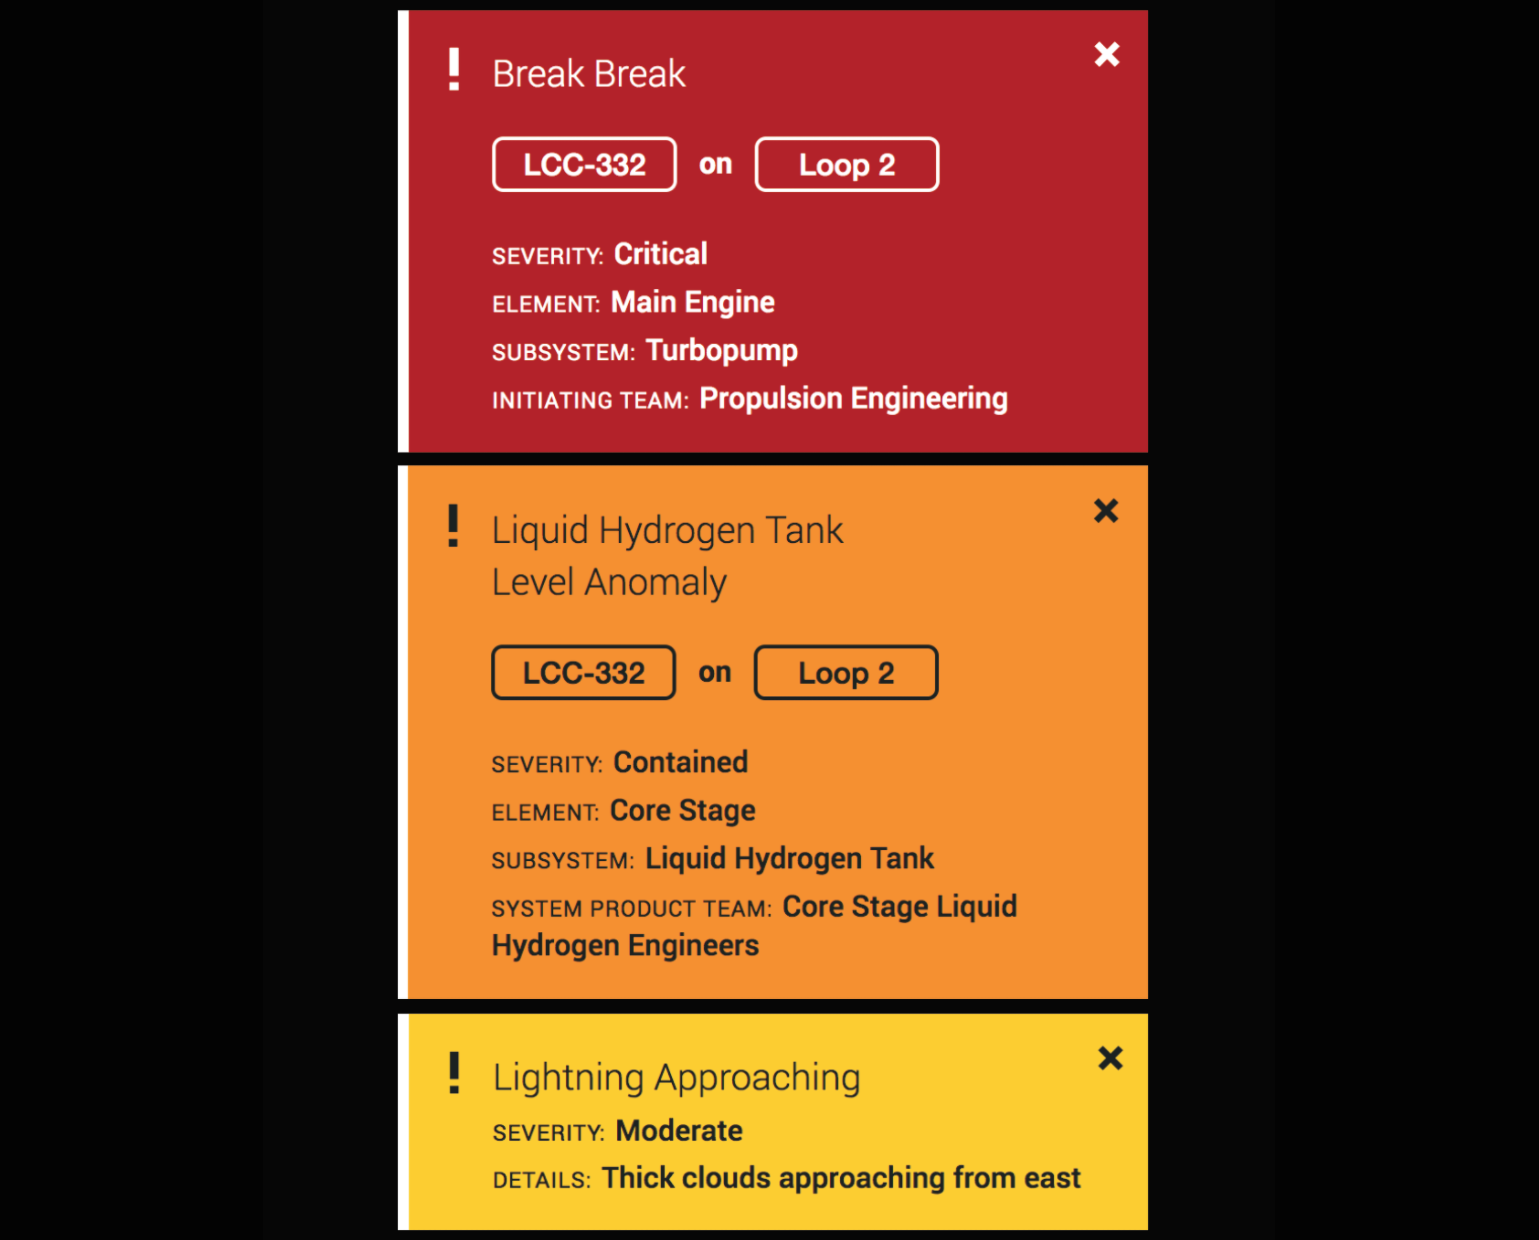 ! Break Break
LCC-332 on Loop 2
SEVERITY: Critical
ELEMENT: Main Engine
SUBSYSTEM: Turbopump
INITIATING TEAM: Propulsion Engineering
! Liquid Hydrogen Tank
Level Anomaly
LCC-332 on Loop 2
SEVERITY: Contained
ELEMENT: Core Stage
SUBSYSTEM: Liquid Hydrogen Tank
SYSTEM PRODUCT TEAM: Core Stage Liquid
Hydrogen Engineers
! Lightning Approaching
SEVERITY: Moderate
DETAILS: Thick clouds approaching from east